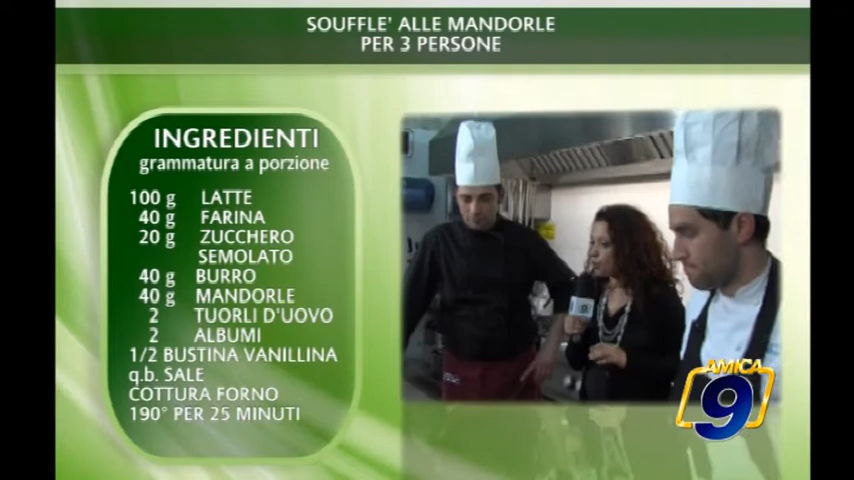 SOUFFLE' ALLE MANDORLE
PER 3 PERSONE
INGREDIENTI
grammatura a porzione
100 g LATTE
40 g FARINA
20 g ZUCCHERO
SEMOLATO
40 g BURRO
40 g MANDORLE
2 TUORLI D'UOVO
2 ALBUMI
1/2 BUSTINA VANILLINA
q.b. SALE
COTTURA FORNO
190° PER 25 MINUTI
AMICA
9